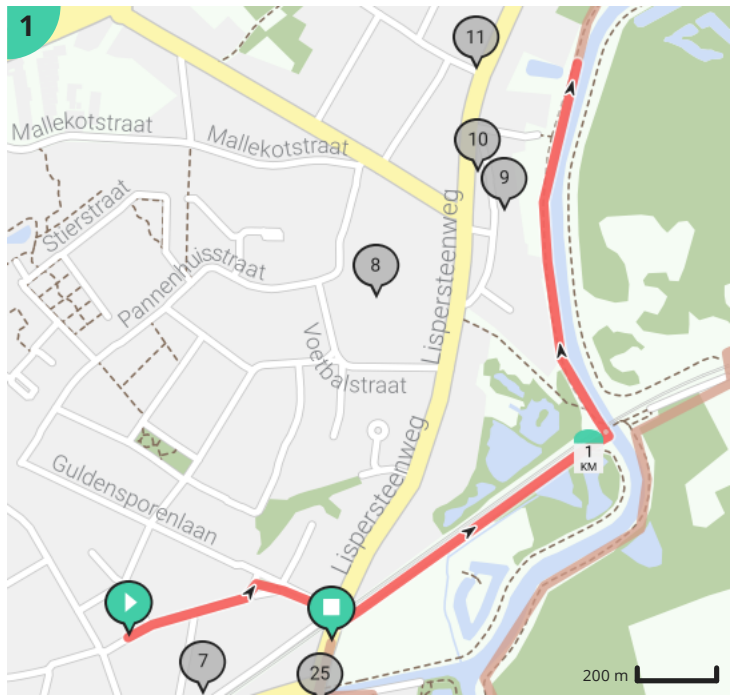 1
11
Mallekotstraat
Mallekotstraat
10
9
Stierstraat
Lispersteenweg
8
Pannenhuisstraat
Voetbalstraat
Lispersteenweg
1
KM
Guldensporenlaan
7
25
200 m